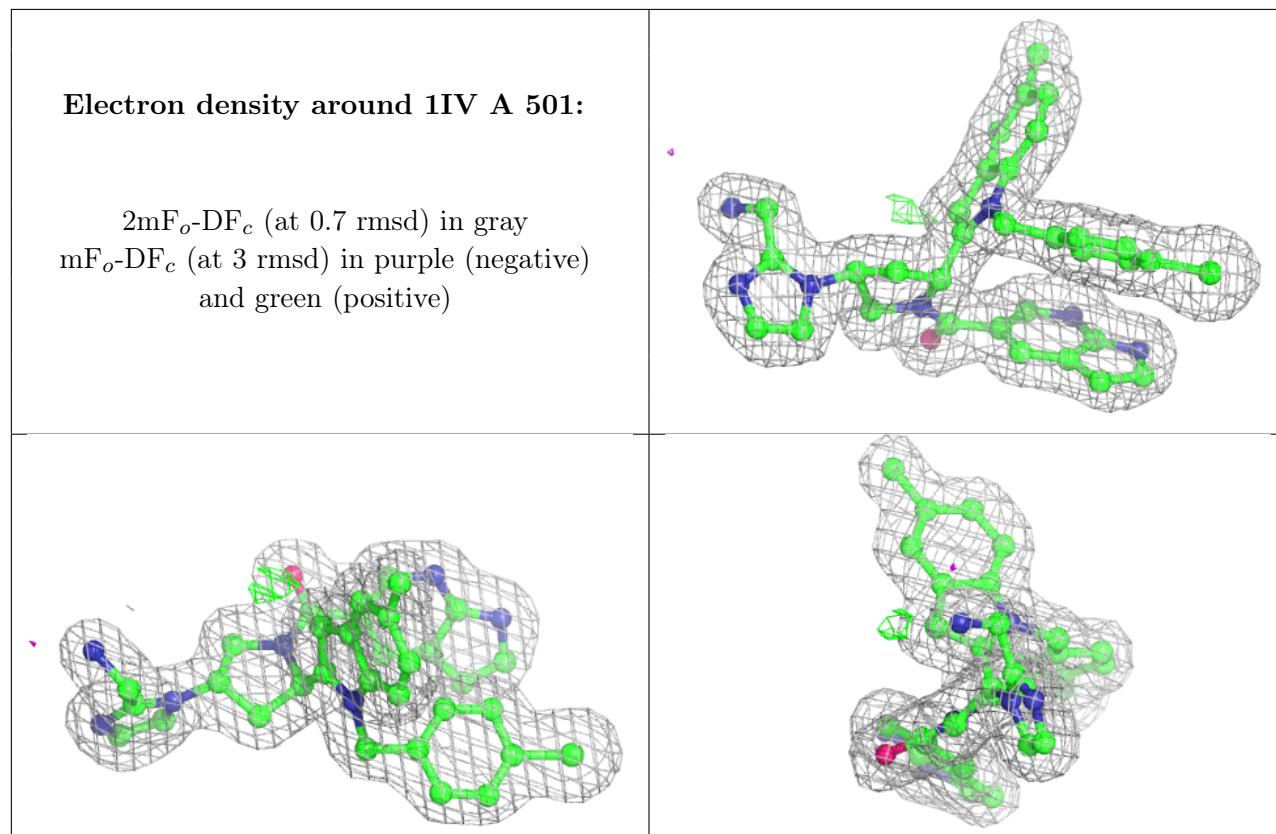 Electron density around 1IV A 501:
2mFo-DFc (at 0.7 rmsd) in gray
mFo-DFc (at 3 rmsd) in purple (negative)
and green (positive)